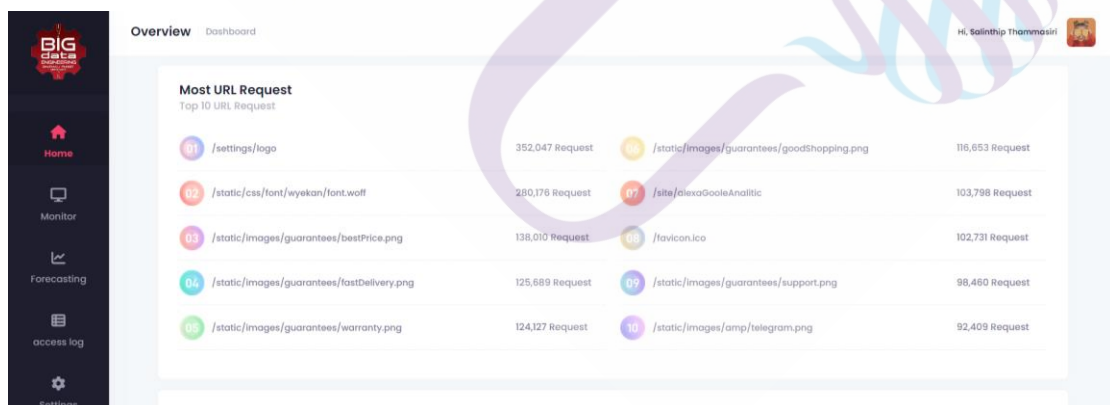 BIG
data
ENGINEERING
Overview Dashboard
Hi, Salinthip Thammasiri
Home
Monitor
Forecasting
access log
Settings
Most URL Request
Top 10 URL Request
01 /settings/logo 352,047 Request
02 /static/css/font/wyekan/font.woff 280,176 Request
03 /static/images/guarantees/bestPrice.png 138,010 Request
04 /static/images/guarantees/fastDelivery.png 125,689 Request
05 /static/images/guarantees/warranty.png 124,127 Request
06 /static/images/guarantees/goodShopping.png 116,653 Request
07 /site/alexaGooleAnalitic 103,798 Request
08 /favicon.ico 102,731 Request
09 /static/images/guarantees/support.png 98,460 Request
10 /static/images/amp/telegram.png 92,409 Request